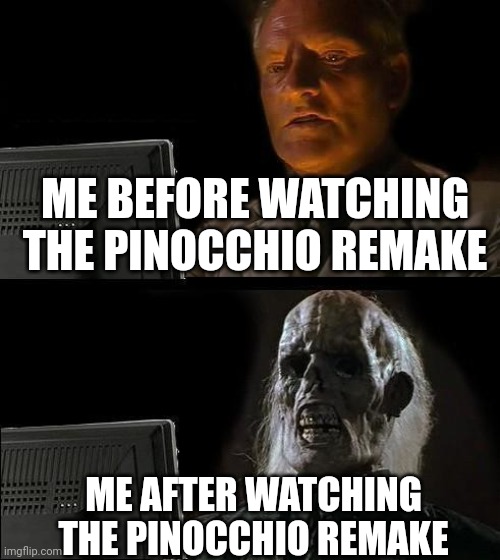 ME BEFORE WATCHING
THE PINOCCHIO REMAKE
ME AFTER WATCHING
THE PINOCCHIO REMAKE
imgflip.com